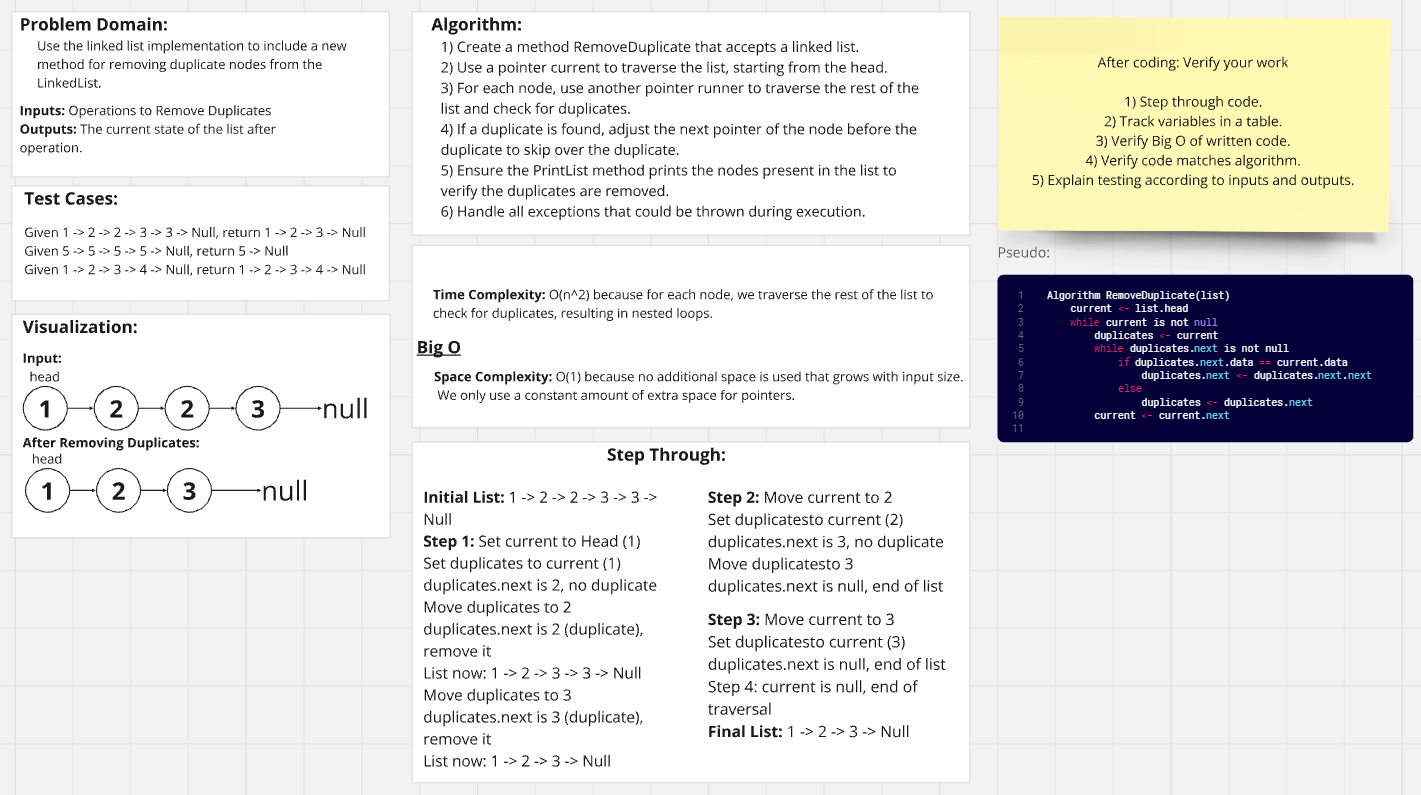 Problem Domain:
Use the linked list implementation to include a new
method for removing duplicate nodes from the
LinkedList.
Inputs: Operations to Remove Duplicates
Outputs: The current state of the list after
operation.
Test Cases:
Given 1 -> 2 -> 2 -> 3 -> 3 -> Null, return 1 -> 2 -> 3 -> Null
Given 5 -> 5 -> 5 -> 5 -> Null, return 5 -> Null
Given 1 -> 2 -> 3 -> 4 -> Null, return 1 -> 2 -> 3 -> 4 -> Null
Visualization:
Input:
head
1 2 2 3 null
After Removing Duplicates:
head
1 2 3 null
Algorithm:
1) Create a method RemoveDuplicate that accepts a linked list.
2) Use a pointer current to traverse the list, starting from the head.
3) For each node, use another pointer runner to traverse the rest of the
list and check for duplicates.
4) If a duplicate is found, adjust the next pointer of the node before the
duplicate to skip over the duplicate.
5) Ensure the PrintList method prints the nodes present in the list to
verify the duplicates are removed.
6) Handle all exceptions that could be thrown during execution.
Time Complexity: O(n^2) because for each node, we traverse the rest of the list to
check for duplicates, resulting in nested loops.
Big O
Space Complexity: O(1) because no additional space is used that grows with input size.
We only use a constant amount of extra space for pointers.
Step Through:
Initial List: 1 -> 2 -> 2 -> 3 -> 3 ->
Null
Step 1: Set current to Head (1)
Set duplicates to current (1)
duplicates.next is 2, no duplicate
Move duplicates to 2
duplicates.next is 2 (duplicate),
remove it
List now: 1 -> 2 -> 3 -> 3 -> Null
Move duplicates to 3
duplicates.next is 3 (duplicate),
remove it
List now: 1 -> 2 -> 3 -> Null
Step 2: Move current to 2
Set duplicatesto current (2)
duplicates.next is 3, no duplicate
Move duplicatesto 3
duplicates.next is null, end of list
Step 3: Move current to 3
Set duplicatesto current (3)
duplicates.next is null, end of list
Step 4: current is null, end of
traversal
Final List: 1 -> 2 -> 3 -> Null
After coding: Verify your work
1) Step through code.
2) Track variables in a table.
3) Verify Big O of written code.
4) Verify code matches algorithm.
5) Explain testing according to inputs and outputs.
Pseudo:
1 Algorithm RemoveDuplicate(list)
2 current <- list.head
3 while current is not null
4 duplicates <- current
5 while duplicates.next is not null
6 if duplicates.next.data == current.data
7 duplicates.next <- duplicates.next.next
8 else
9 duplicates <- duplicates.next
10 current <- current.next
11